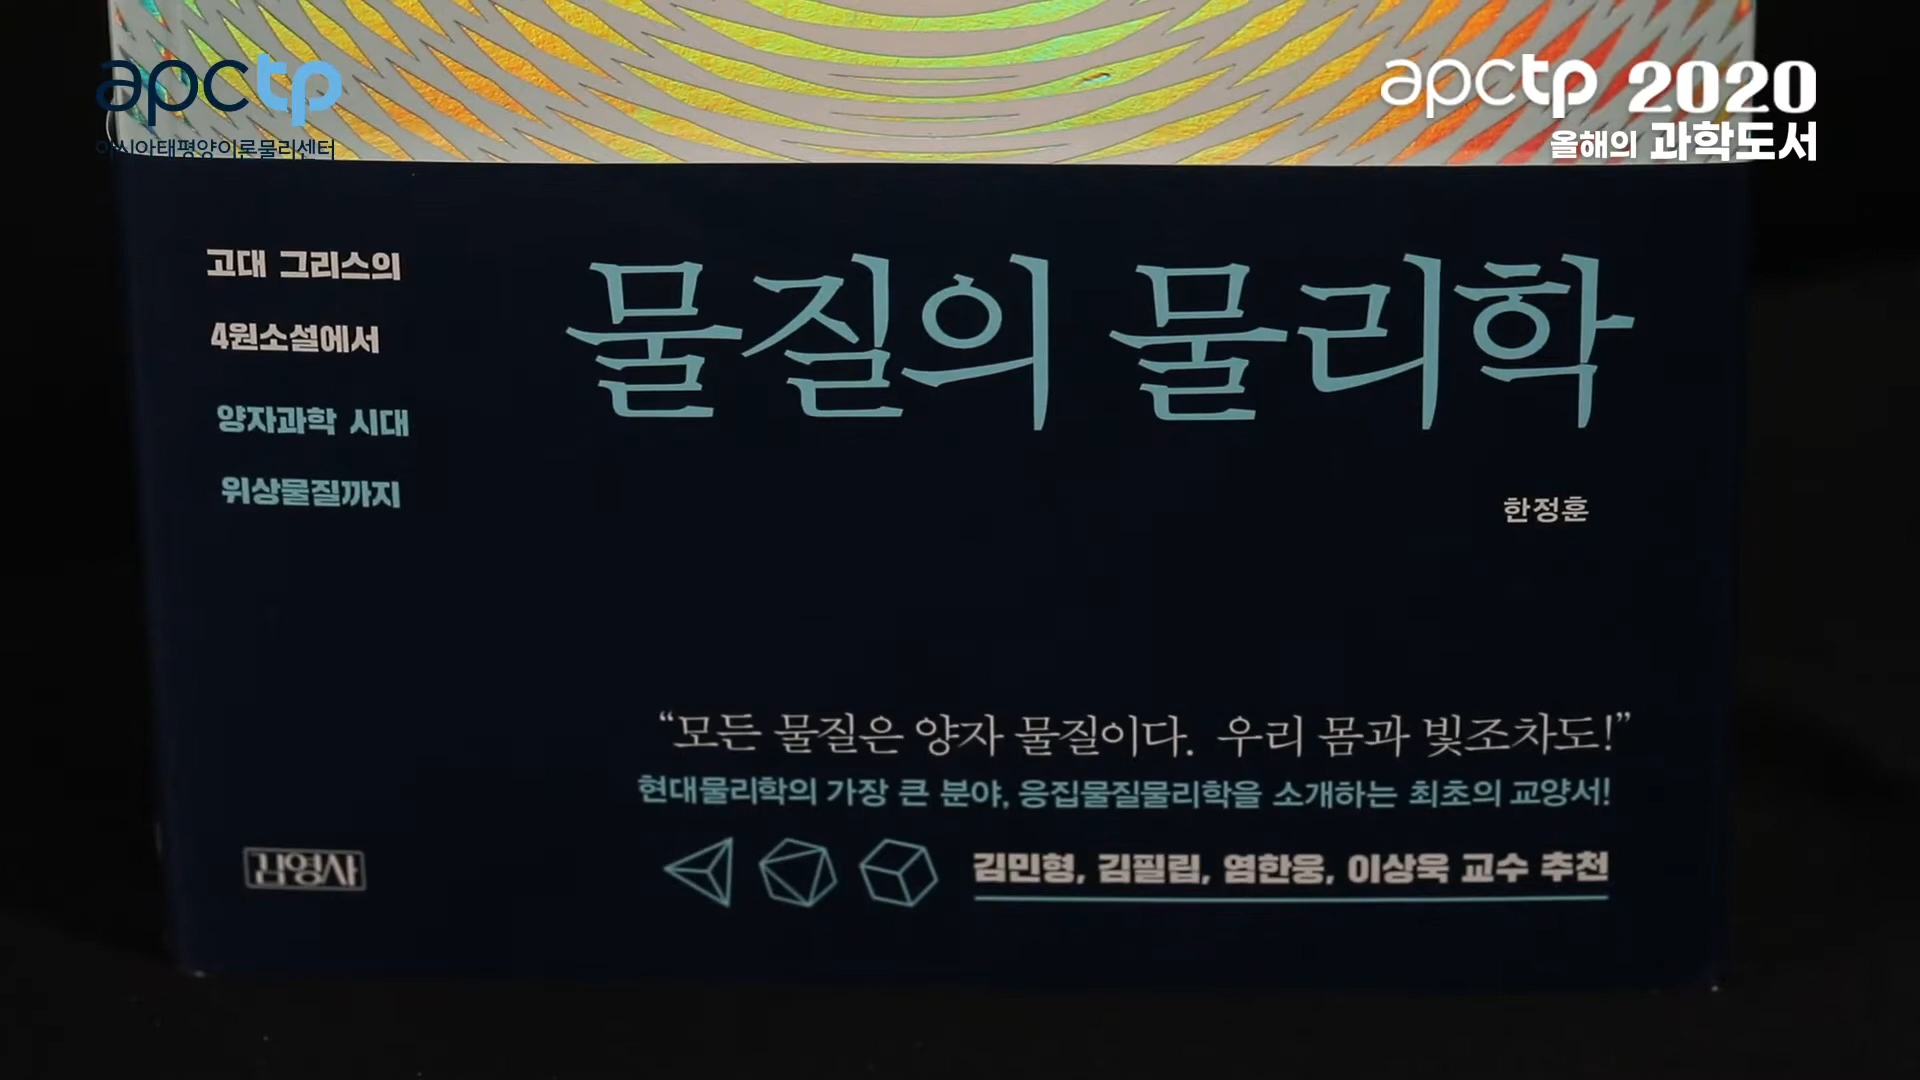 apctp
아시아태평양이론물리센터
apctp 2020
올해의 과학도서
고대 그리스의
4원소설에서
양자과학 시대
위상물질까지
물질의 물리학
한정훈
“모든 물질은 양자 물질이다. 우리 몸과 빛조차도!”
현대물리학의 가장 큰 분야, 응집물질물리학을 소개하는 최초의 교양서!
김영사
김민형, 김필립, 염한웅, 이상욱 교수 추천